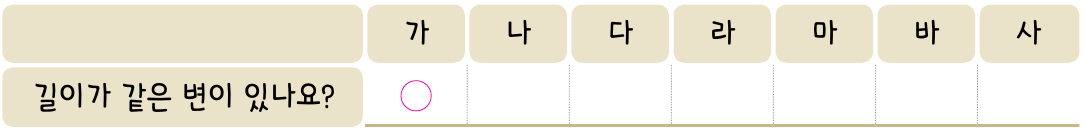 가 나 다 라 마 바 사
길이가 같은 변이 있나요? ○